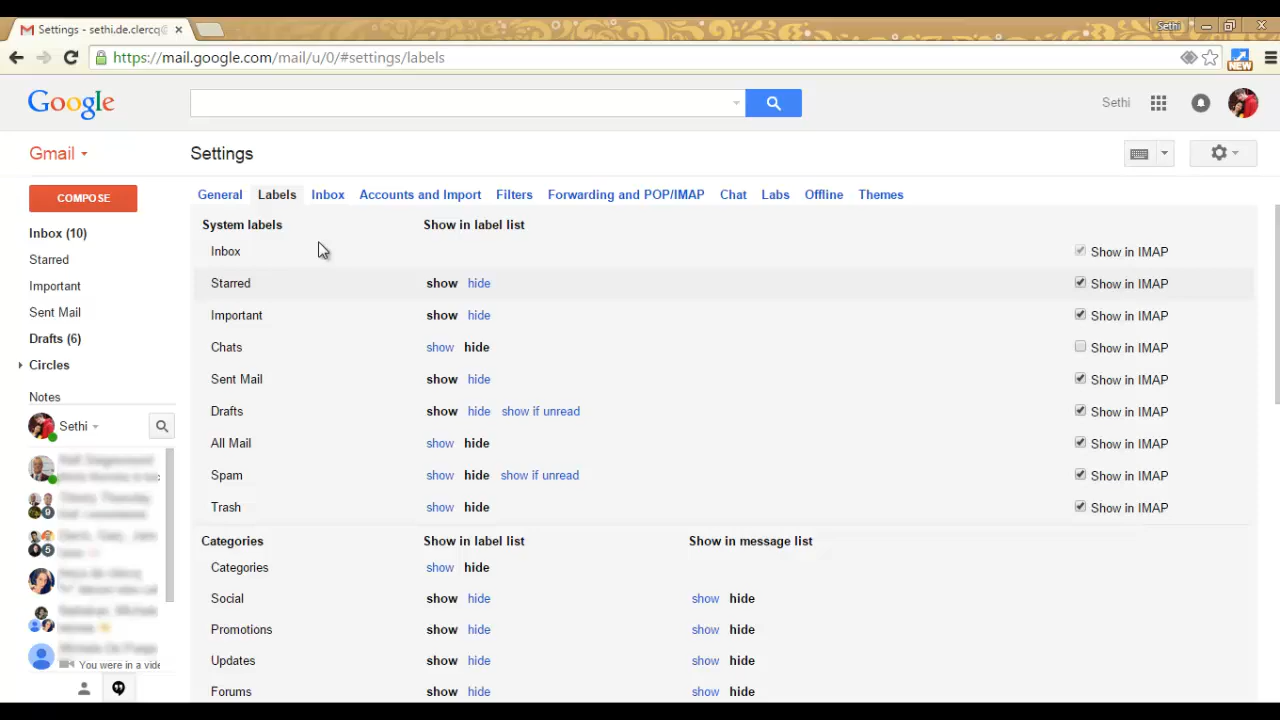 Settings - sethi.de.clercq@
Sethi
https://mail.google.com/mail/u/0/#settings/labels
NEW
Google
Sethi
Gmail
Settings
COMPOSE
General Labels Inbox Accounts and Import Filters Forwarding and POP/IMAP Chat Labs Offline Themes
Inbox (10)
Starred
Important
Sent Mail
Drafts (6)
Circles
Notes
Sethi
9
5
You were in a vide
System labels Show in label list
Inbox Show in IMAP
Starred show hide Show in IMAP
Important show hide Show in IMAP
Chats show hide Show in IMAP
Sent Mail show hide Show in IMAP
Drafts show hide show if unread Show in IMAP
All Mail show hide Show in IMAP
Spam show hide show if unread Show in IMAP
Trash show hide Show in IMAP
Categories Show in label list Show in message list
Categories show hide
Social show hide show hide
Promotions show hide show hide
Updates show hide show hide
Forums show hide show hide